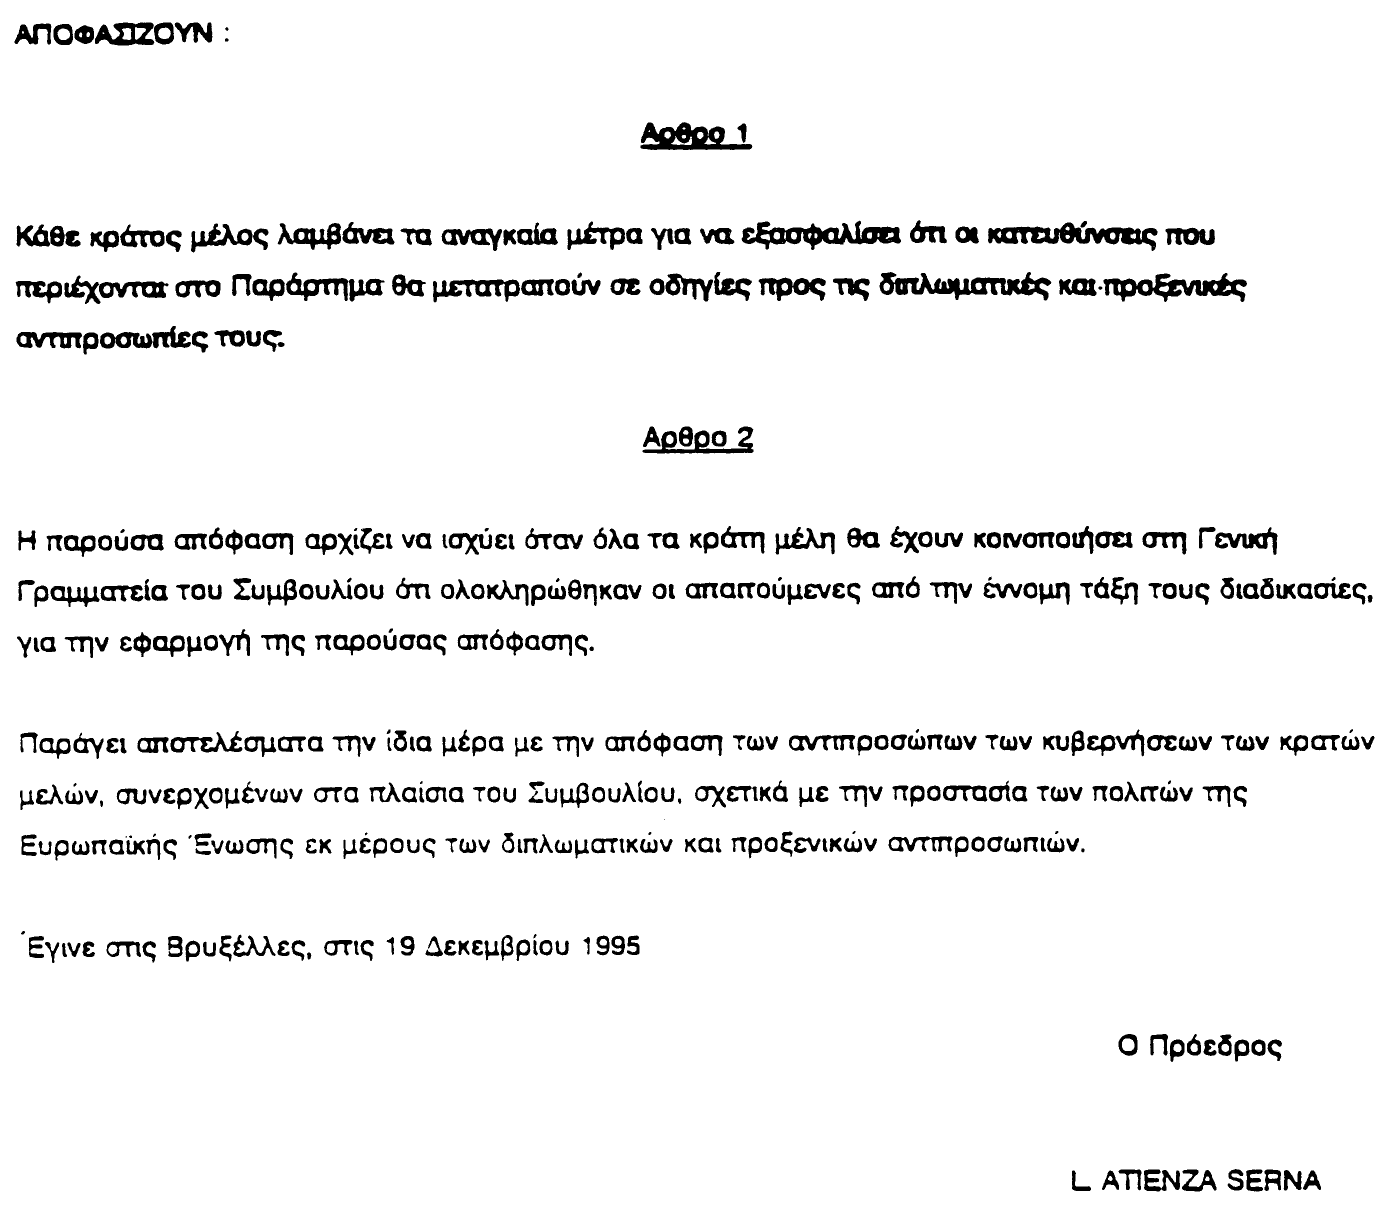 ΑΠΟΦΑΣΙΖΟΥΝ :
Αρθρο 1
Κάθε κράτος μέλος λαμβάνει τα αναγκαία μέτρα για να εξασφαλίσει ότι οι κατευθύνσεις που
περιέχονται στο Παράρτημα θα μετατραπούν σε οδηγίες προς τις διπλωματικές και προξενικές
αντιπροσωπίες τους.
Αρθρο 2
Η παρούσα απόφαση αρχίζει να ισχύει όταν όλα τα κράτη μέλη θα έχουν κοινοποιήσει στη Γενική
Γραμματεία του Συμβουλίου ότι ολοκληρώθηκαν οι απαιτούμενες από την έννομη τάξη τους διαδικασίες,
για την εφαρμογή της παρούσας απόφασης.
Παράγει αποτελέσματα την ίδια μέρα με την απόφαση των αντιπροσώπων των κυβερνήσεων των κρατών
μελών, συνερχομένων στα πλαίσια του Συμβουλίου, σχετικά με την προστασία των πολιτών της
Ευρωπαϊκής Ένωσης εκ μέρους των διπλωματικών και προξενικών αντιπροσωπιών.
Έγινε στις Βρυξέλλες, στις 19 Δεκεμβρίου 1995
Ο Πρόεδρος
L. ATIENZA SERNA